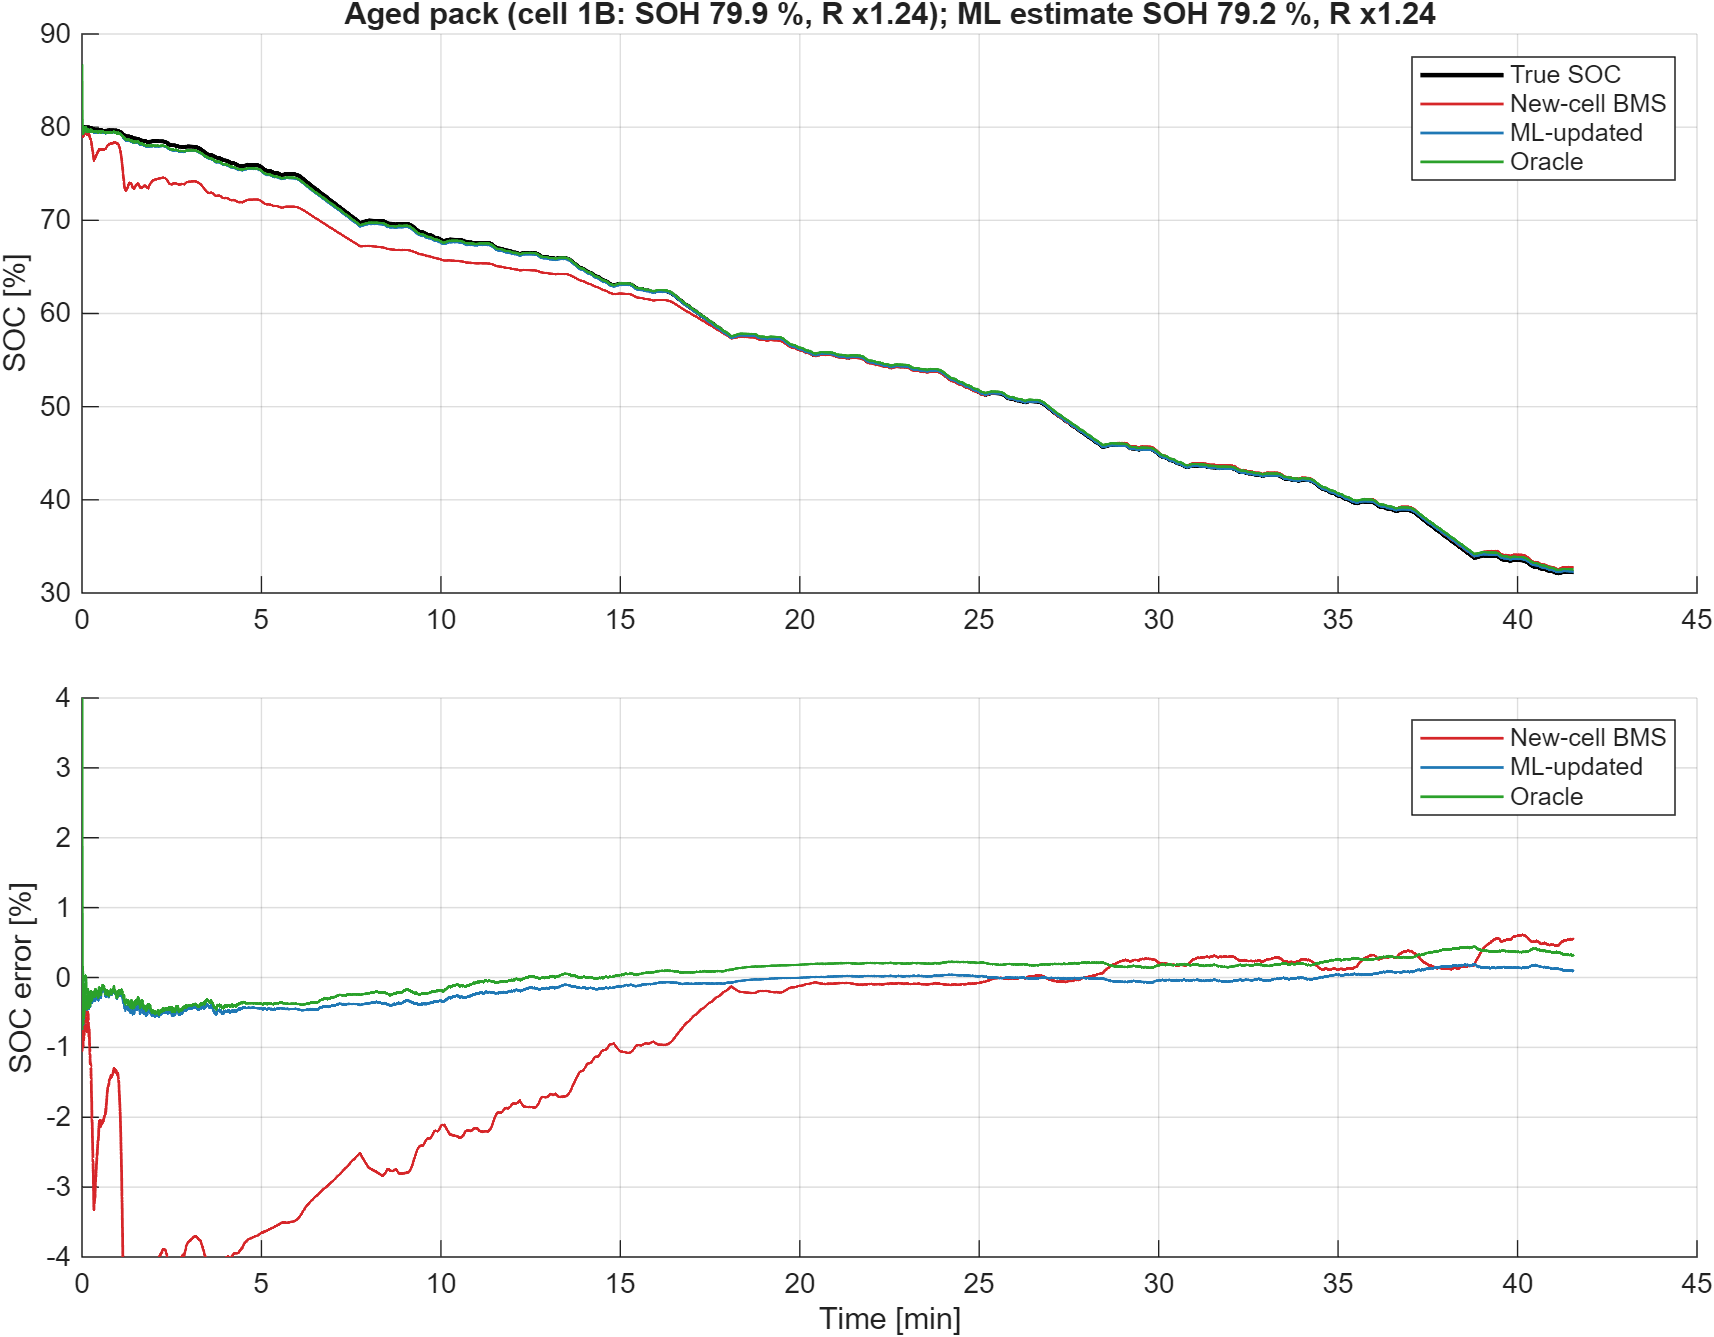 Aged pack (cell 1B: SOH 79.9 %, R x1.24); ML estimate SOH 79.2 %, R x1.24
SOC [%]
90
80
70
60
50
40
30
0 5 10 15 20 25 30 35 40 45
True SOC
New-cell BMS
ML-updated
Oracle
SOC error [%]
4
3
2
1
0
-1
-2
-3
-4
0 5 10 15 20 25 30 35 40 45
Time [min]
New-cell BMS
ML-updated
Oracle